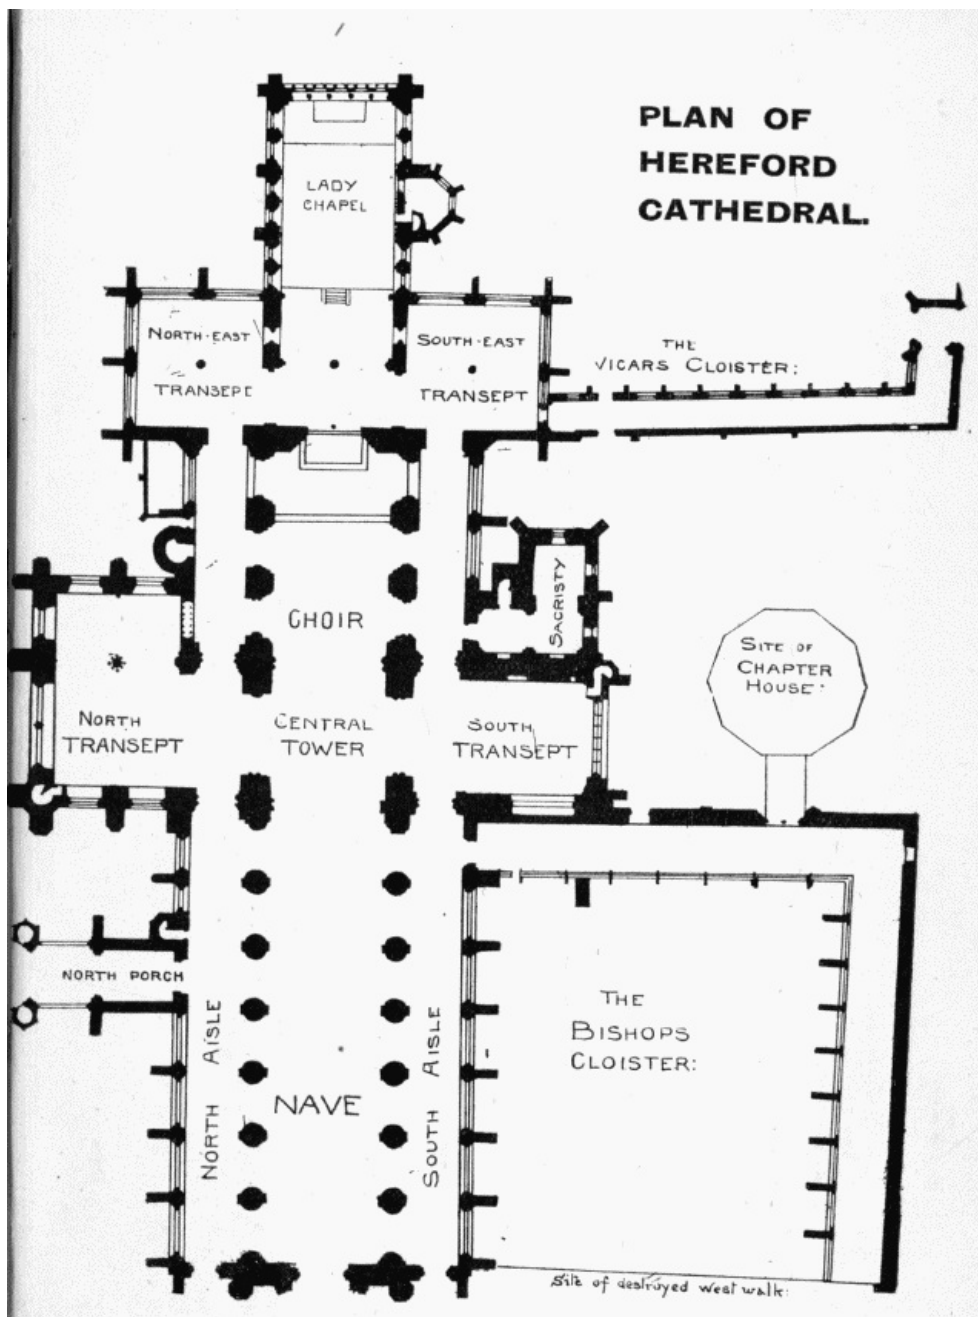 PLAN OF
HEREFORD
CATHEDRAL.
LADY
CHAPEL
NORTH-EAST
TRANSEPT
SOUTH-EAST
TRANSEPT
THE
VICARS CLOISTER:
CHOIR
SACRISTY
SITE OF
CHAPTER
HOUSE:
NORTH
TRANSEPT
CENTRAL
TOWER
SOUTH
TRANSEPT
NORTH PORCH
NORTH AISLE
NAVE
SOUTH AISLE
THE
BISHOPS
CLOISTER:
Site of destroyed west walk: